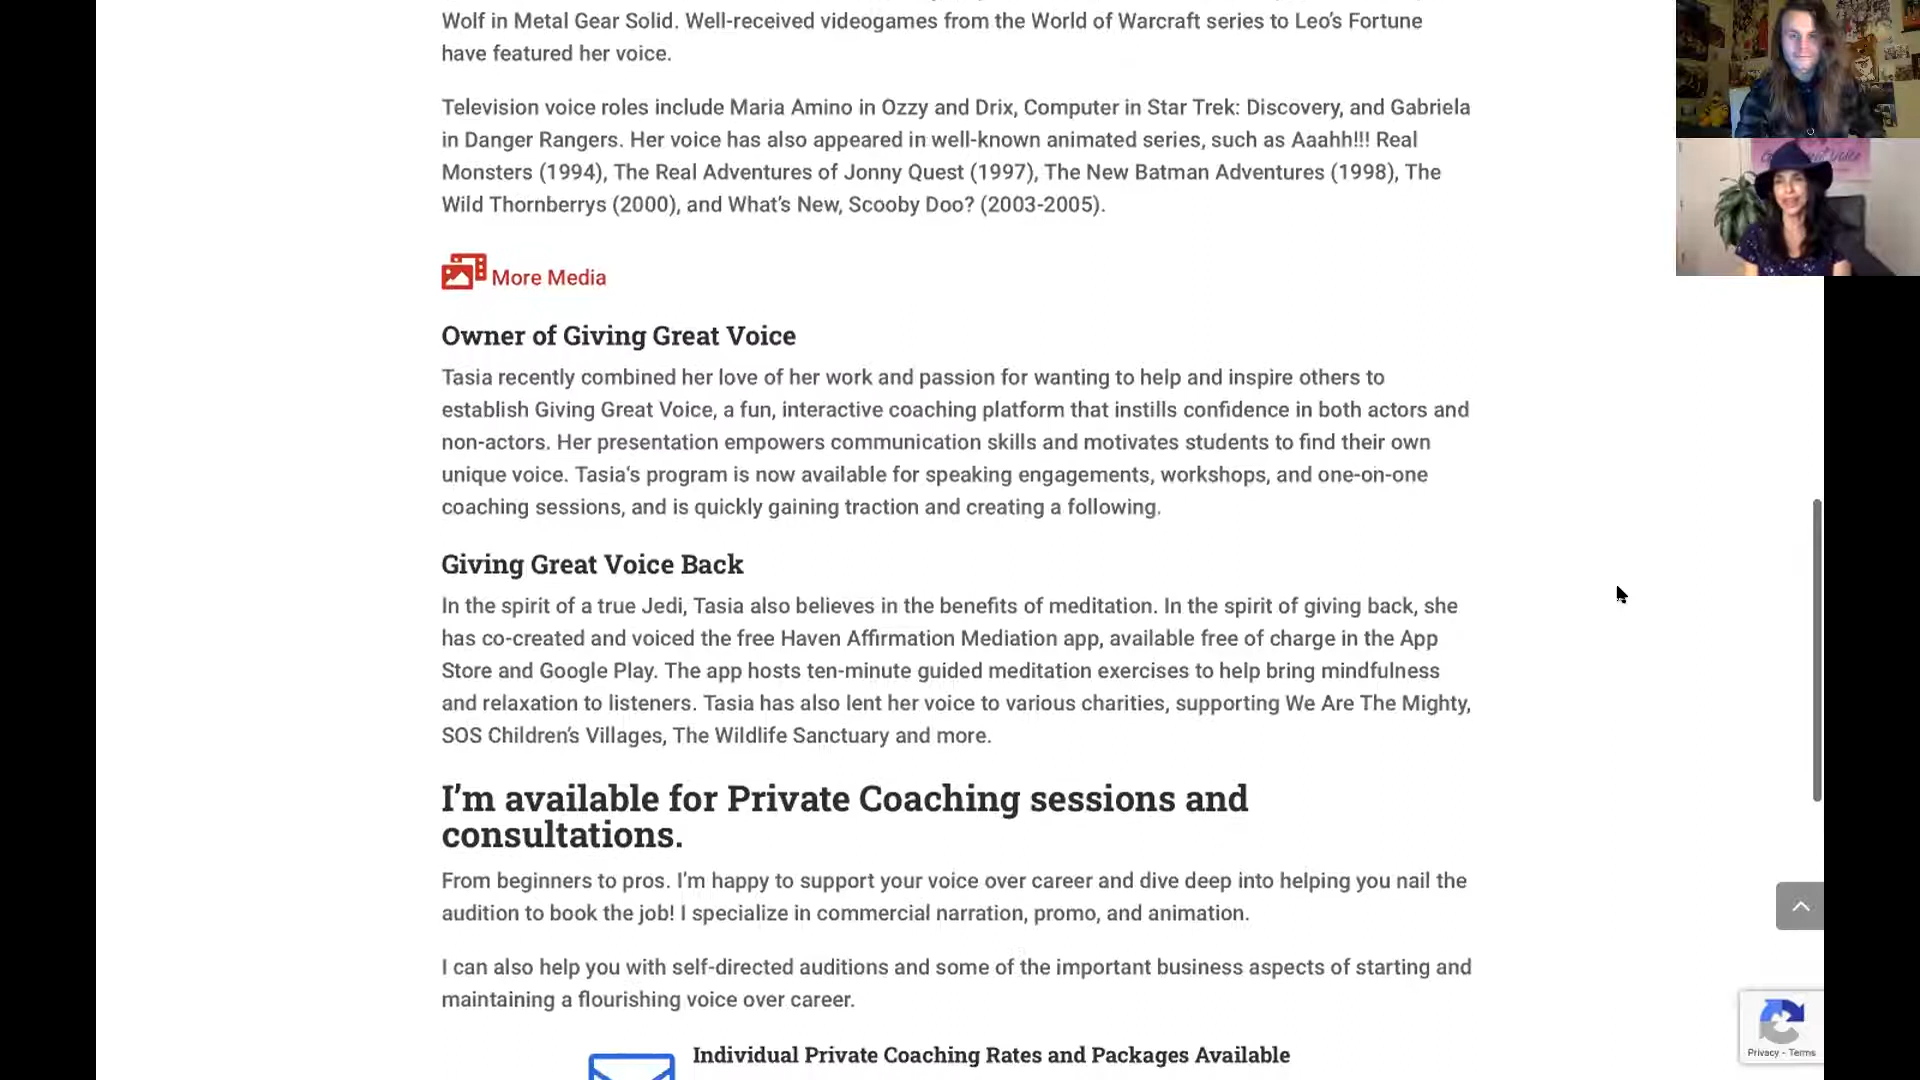 Wolf in Metal Gear Solid. Well-received videogames from the World of Warcraft series to Leo’s Fortune
have featured her voice.
Television voice roles include Maria Amino in Ozzy and Drix, Computer in Star Trek: Discovery, and Gabriela
in Danger Rangers. Her voice has also appeared in well-known animated series, such as Aaahh!!! Real
Monsters (1994), The Real Adventures of Jonny Quest (1997), The New Batman Adventures (1998), The
Wild Thornberrys (2000), and What’s New, Scooby Doo? (2003-2005).
More Media
Owner of Giving Great Voice
Tasia recently combined her love of her work and passion for wanting to help and inspire others to
establish Giving Great Voice, a fun, interactive coaching platform that instills confidence in both actors and
non-actors. Her presentation empowers communication skills and motivates students to find their own
unique voice. Tasia‘s program is now available for speaking engagements, workshops, and one-on-one
coaching sessions, and is quickly gaining traction and creating a following.
Giving Great Voice Back
In the spirit of a true Jedi, Tasia also believes in the benefits of meditation. In the spirit of giving back, she
has co-created and voiced the free Haven Affirmation Mediation app, available free of charge in the App
Store and Google Play. The app hosts ten-minute guided meditation exercises to help bring mindfulness
and relaxation to listeners. Tasia has also lent her voice to various charities, supporting We Are The Mighty,
SOS Children’s Villages, The Wildlife Sanctuary and more.
I’m available for Private Coaching sessions and
consultations.
From beginners to pros. I’m happy to support your voice over career and dive deep into helping you nail the
audition to book the job! I specialize in commercial narration, promo, and animation.
I can also help you with self-directed auditions and some of the important business aspects of starting and
maintaining a flourishing voice over career.
Individual Private Coaching Rates and Packages Available
Privacy - Terms